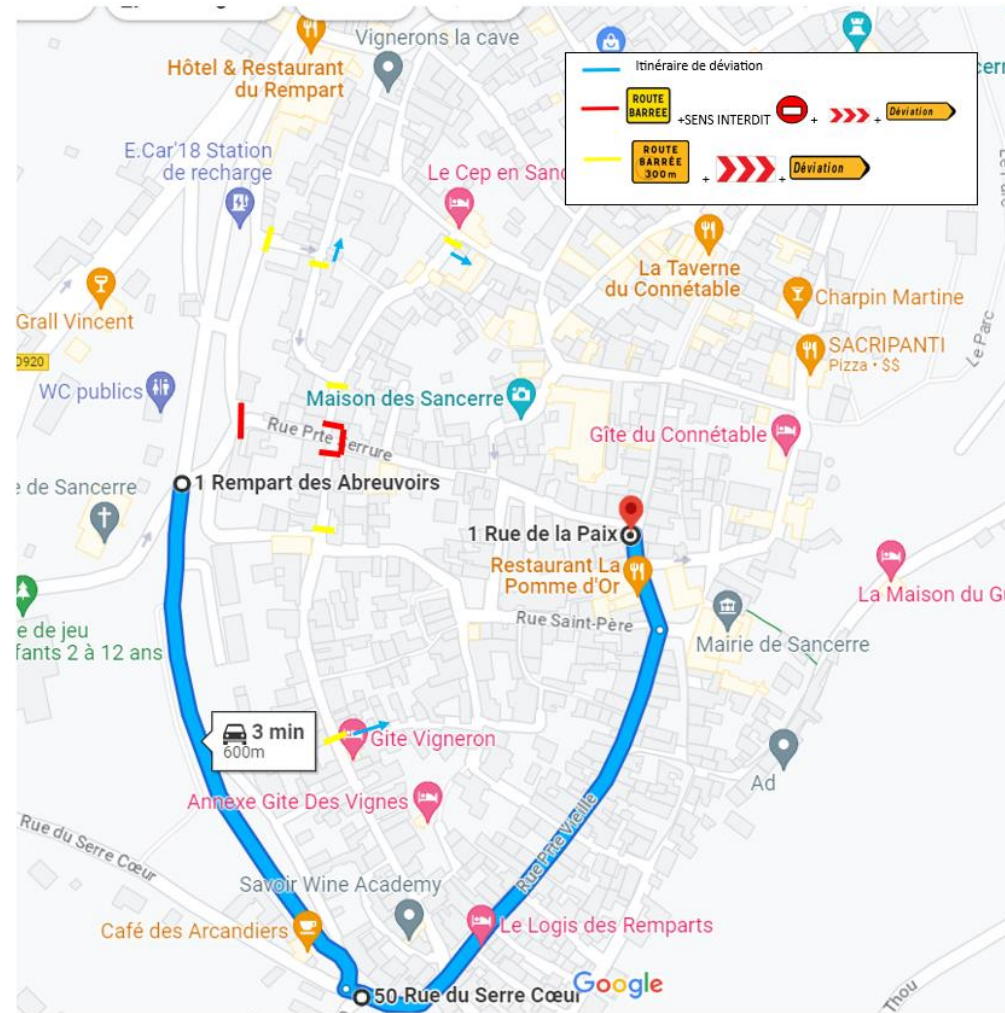 Vignerons la cave
Hôtel & Restaurant
du Rempart
Itinéraire de déviation
ROUTE
BARRÉE
+SENS INTERDIT
+
+
Déviation
ROUTE
BARRÉE
300m
+
+
Déviation
E.Car'18 Station
de recharge
Le Cep en Sanc
La Taverne
du Connétable
Charpin Martine
Grall Vincent
SACRIPANTI
Pizza • $$
Le Parc
D920
WC publics
Maison des Sancerre
Rue Prte Serrure
Gîte du Connétable
1 Rempart des Abreuvoirs
e de Sancerre
1 Rue de la Paix
Restaurant La
Pomme d'Or
La Maison du G
Rue Saint-Père
Mairie de Sancerre
e de jeu
fants 2 à 12 ans
3 min
600m
Gite Vigneron
Ad
Annexe Gite Des Vignes
Rue Prte Vieille
Rue du Serre Cœur
Savoir Wine Academy
Café des Arcandiers
Le Logis des Remparts
50 Rue du Serre Cœur
Google
Thou